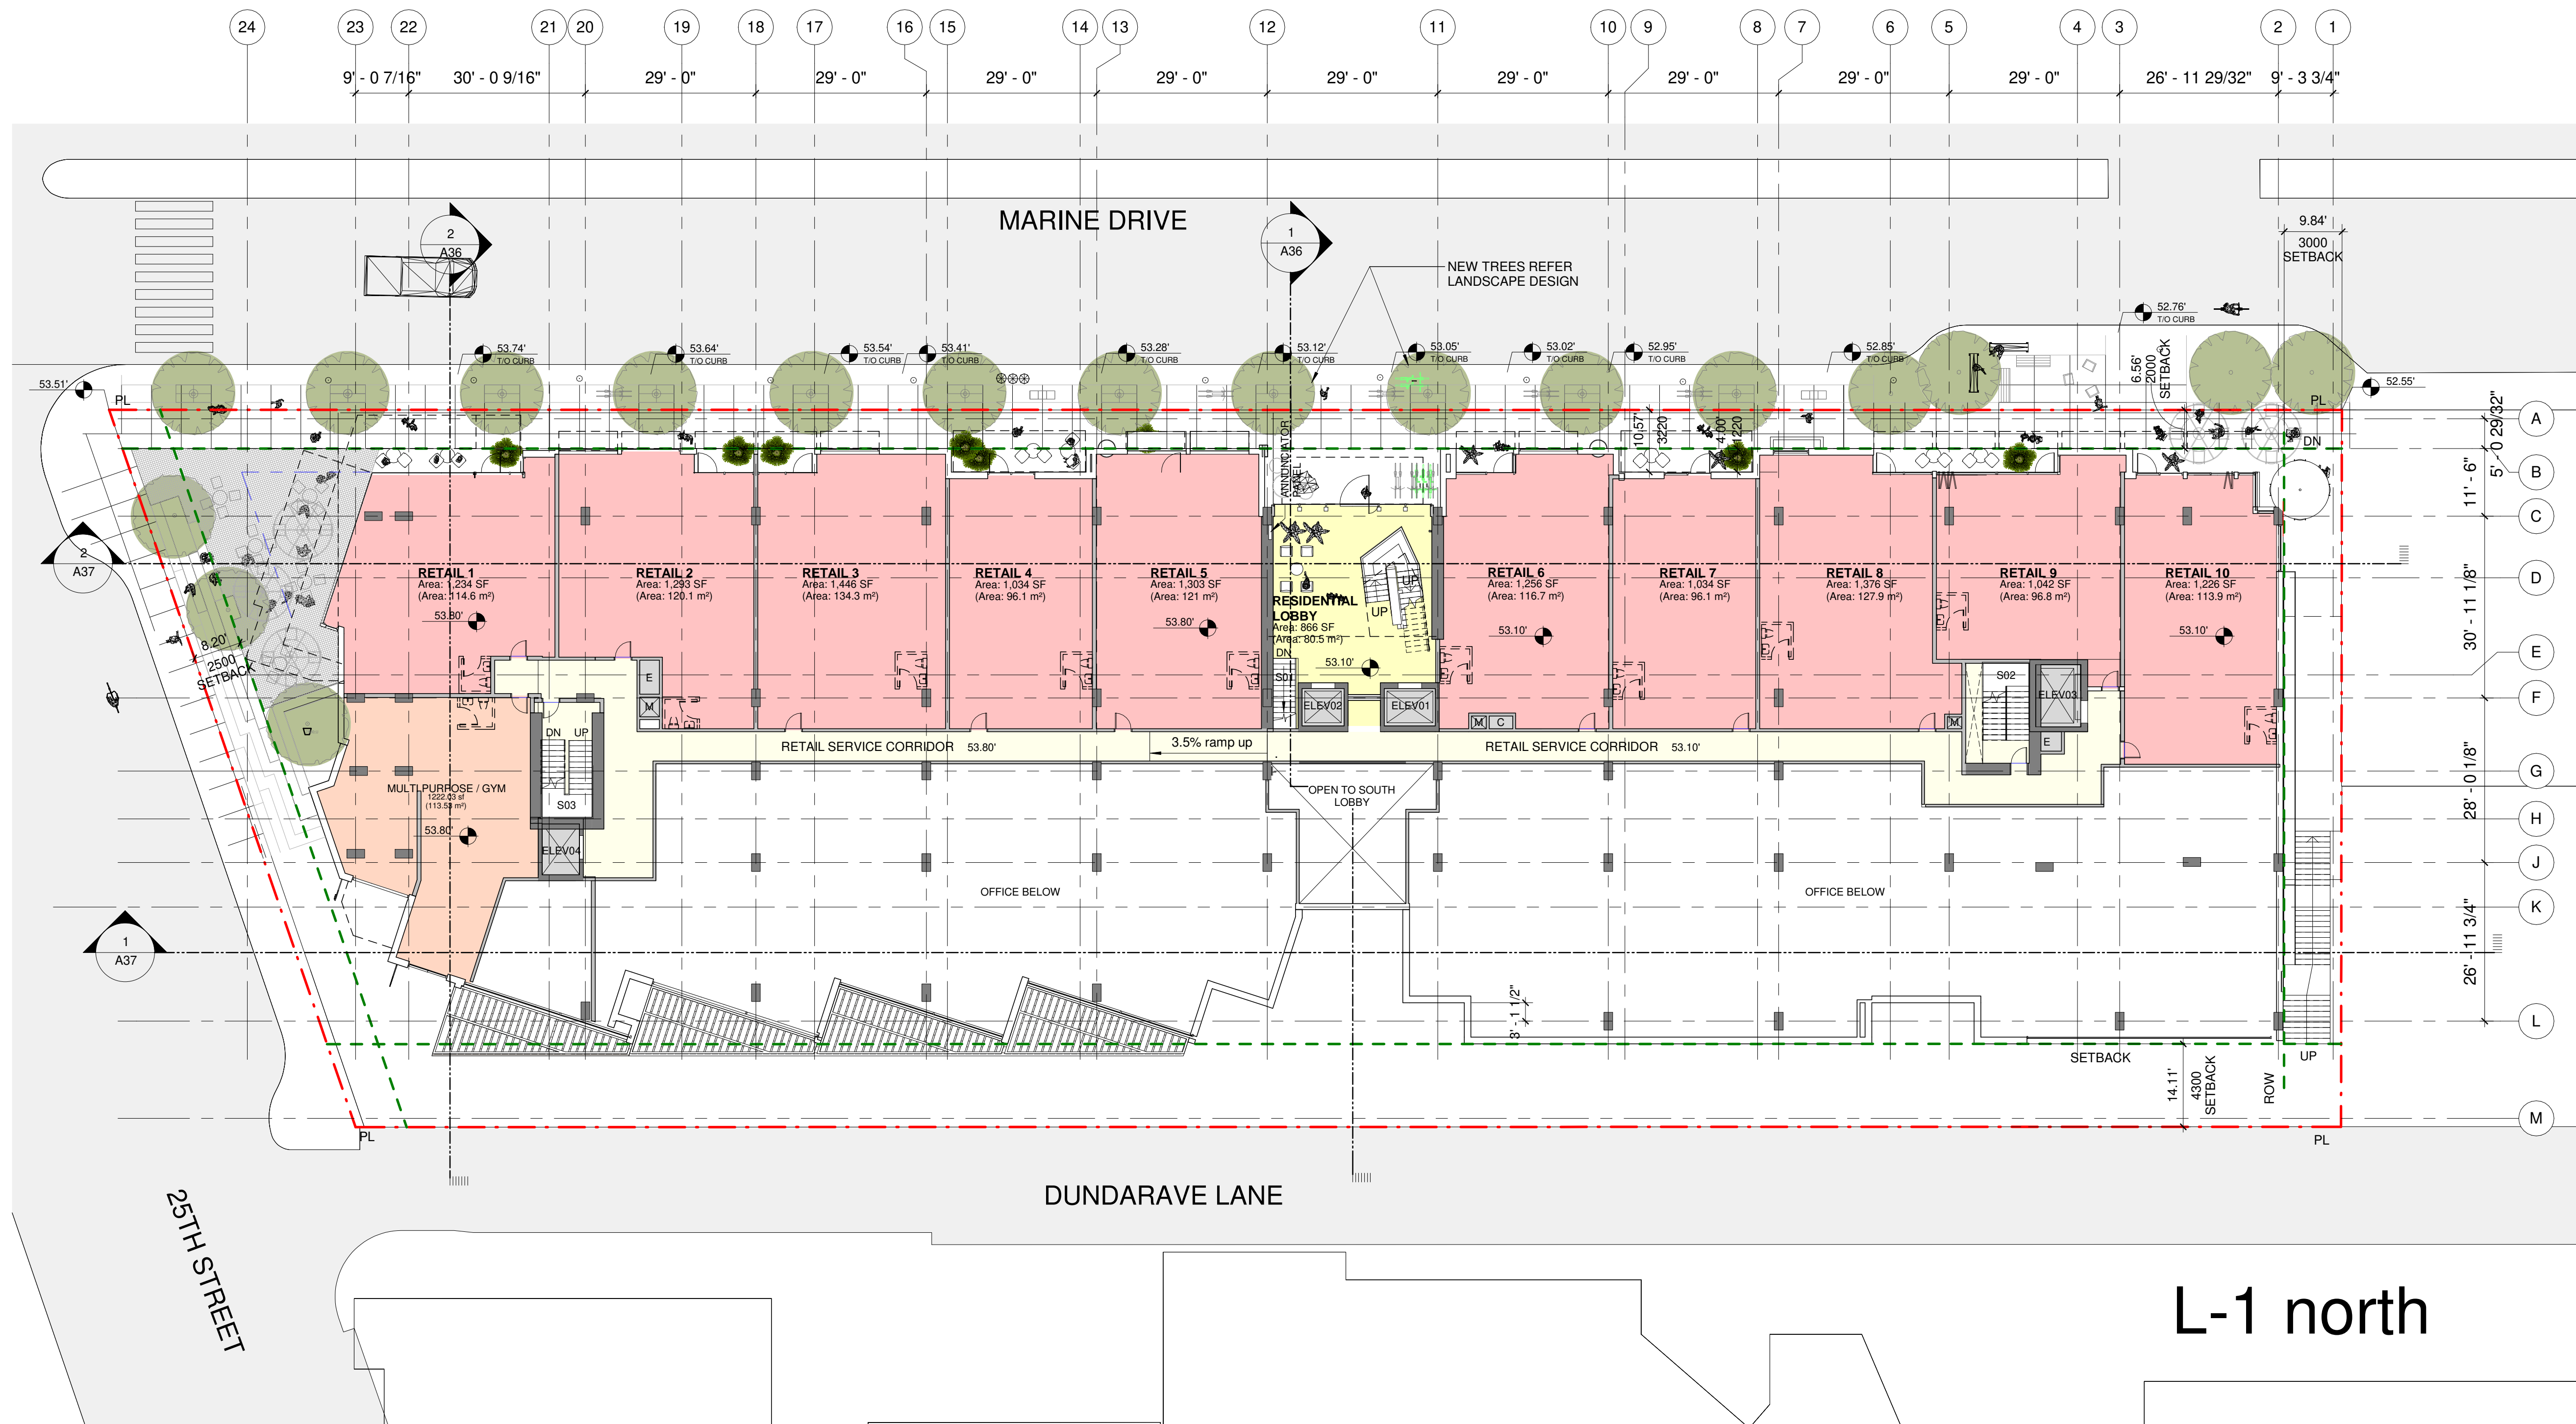 24 23 22 21 20 19 18 17 16 15 14 13 12 11 10 9 8 7 6 5 4 3 2 1
9' - 0 7/16" 30' - 0 9/16" 29' - 0" 29' - 0" 29' - 0" 29' - 0" 29' - 0" 29' - 0" 29' - 0" 29' - 0" 29' - 0" 26' - 11 29/32" 9' - 3 3/4"
MARINE DRIVE
2
A36
1
A36
NEW TREES REFER
LANDSCAPE DESIGN
9.84'
3000
SETBACK
53.74'
T/O CURB
53.64'
T/O CURB
53.54'
T/O CURB
53.41'
T/O CURB
53.28'
T/O CURB
53.12'
T/O CURB
53.05'
T/O CURB
53.02'
T/O CURB
52.95'
T/O CURB
52.85'
T/O CURB
52.76'
T/O CURB
53.51'
52.55'
PL
PL
6.56'
2000
SETBACK
DN
10.57'
3220
4.00'
1220
ANNUNCIATOR
PANEL
A
B
C
D
E
F
G
H
J
K
L
M
5' - 0 29/32"
11' - 6"
30' - 11 1/8"
28' - 0 1/8"
26' - 11 3/4"
2
A37
1
A37
8.20'
2500
SETBACK
RETAIL 1
Area: 1,234 SF
(Area: 114.6 m²)
53.80'
RETAIL 2
Area: 1,293 SF
(Area: 120.1 m²)
RETAIL 3
Area: 1,446 SF
(Area: 134.3 m²)
RETAIL 4
Area: 1,034 SF
(Area: 96.1 m²)
RETAIL 5
Area: 1,303 SF
(Area: 121 m²)
53.80'
RESIDENTIAL
LOBBY
Area: 866 SF
(Area: 80.5 m²)
53.10'
UP
UP
DN
S01
ELEV02
ELEV01
RETAIL 6
Area: 1,256 SF
(Area: 116.7 m²)
53.10'
RETAIL 7
Area: 1,034 SF
(Area: 96.1 m²)
RETAIL 8
Area: 1,376 SF
(Area: 127.9 m²)
RETAIL 9
Area: 1,042 SF
(Area: 96.8 m²)
RETAIL 10
Area: 1,226 SF
(Area: 113.9 m²)
53.10'
E
M
M C
M
S02
ELEV03
E
DN UP
S03
ELEV04
RETAIL SERVICE CORRIDOR 53.80'
3.5% ramp up
RETAIL SERVICE CORRIDOR 53.10'
MULTI PURPOSE / GYM
(113.53 m²)
53.80'
OPEN TO SOUTH
LOBBY
OFFICE BELOW
OFFICE BELOW
3' - 1 1/2"
SETBACK
14.11'
4300
SETBACK
ROW
UP
PL
PL
DUNDARAVE LANE
25TH STREET
L-1 north